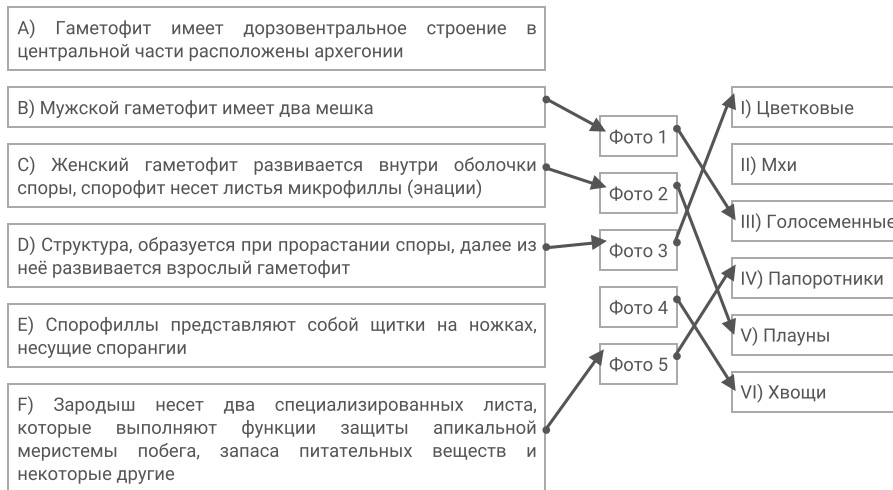 A) Гаметофит имеет дорзовентральное строение в
центральной части расположены архегонии
B) Мужской гаметофит имеет два мешка
C) Женский гаметофит развивается внутри оболочки
споры, спорофит несет листья микрофиллы (энации)
D) Структура, образуется при прорастании споры, далее из
неё развивается взрослый гаметофит
E) Спорофиллы представляют собой щитки на ножках,
несущие спорангии
F) Зародыш несет два специализированных листа,
которые выполняют функции защиты апикальной
меристемы побега, запаса питательных веществ и
некоторые другие
Фото 1
Фото 2
Фото 3
Фото 4
Фото 5
I) Цветковые
II) Мхи
III) Голосеменные
IV) Папоротники
V) Плауны
VI) Хвощи